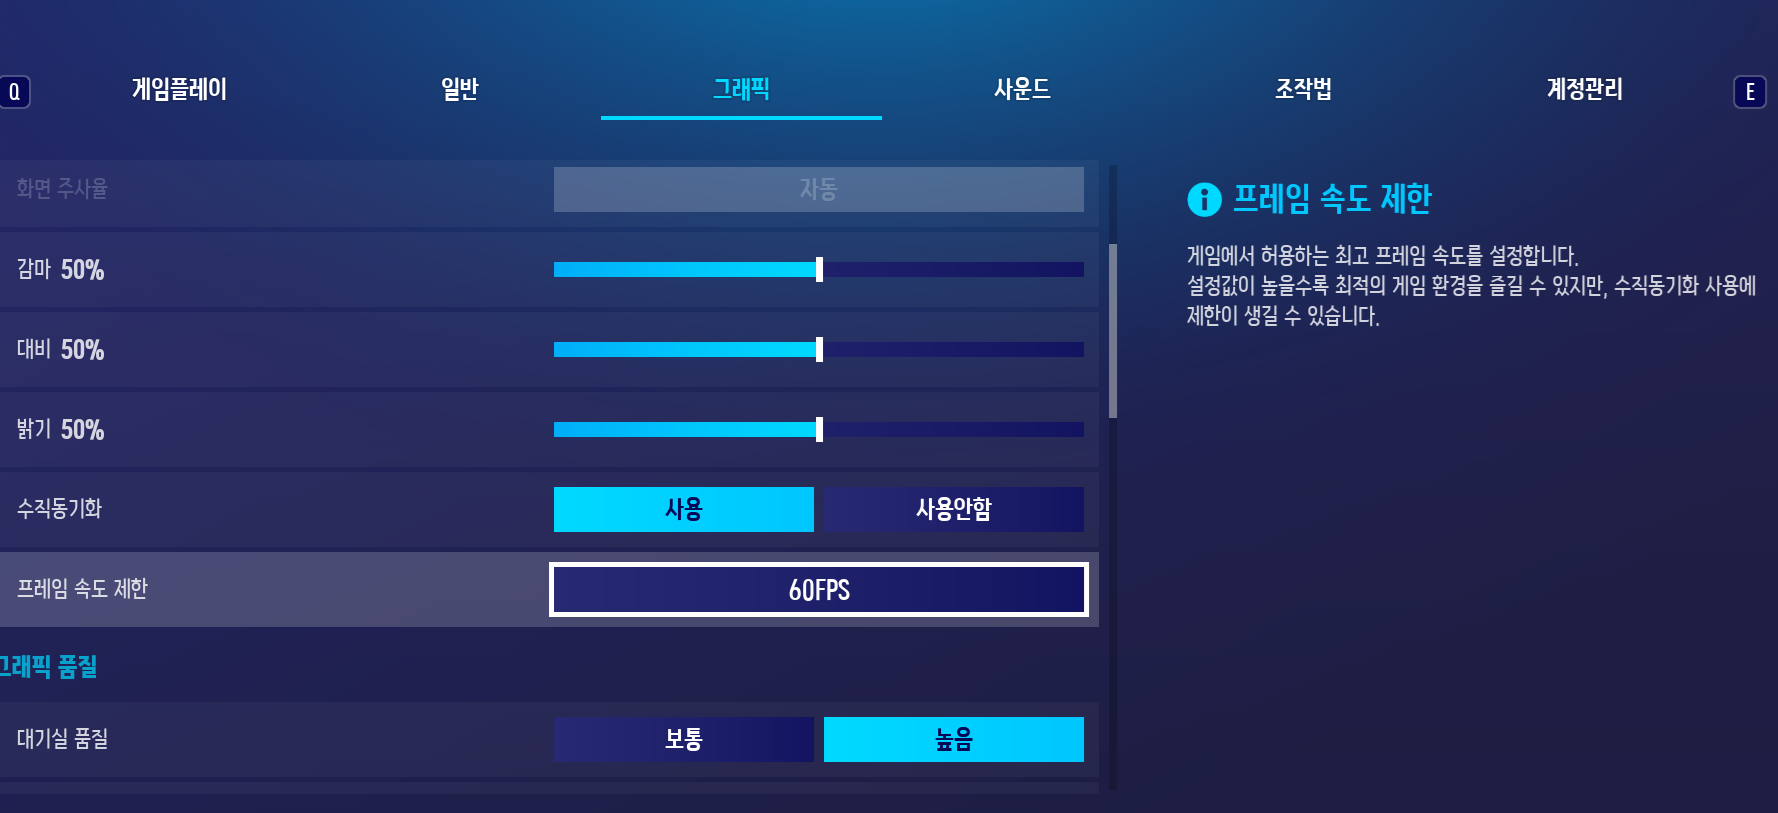 Q 게임플레이 일반 그래픽 사운드 조작법 계정관리 E
화면 주사율 자동
감마 50%
대비 50%
밝기 50%
수직동기화 사용 사용안함
프레임 속도 제한 60FPS
그래픽 품질
대기실 품질 보통 높음
프레임 속도 제한
게임에서 허용하는 최고 프레임 속도를 설정합니다.
설정값이 높을수록 최적의 게임 환경을 즐길 수 있지만, 수직동기화 사용에
제한이 생길 수 있습니다.